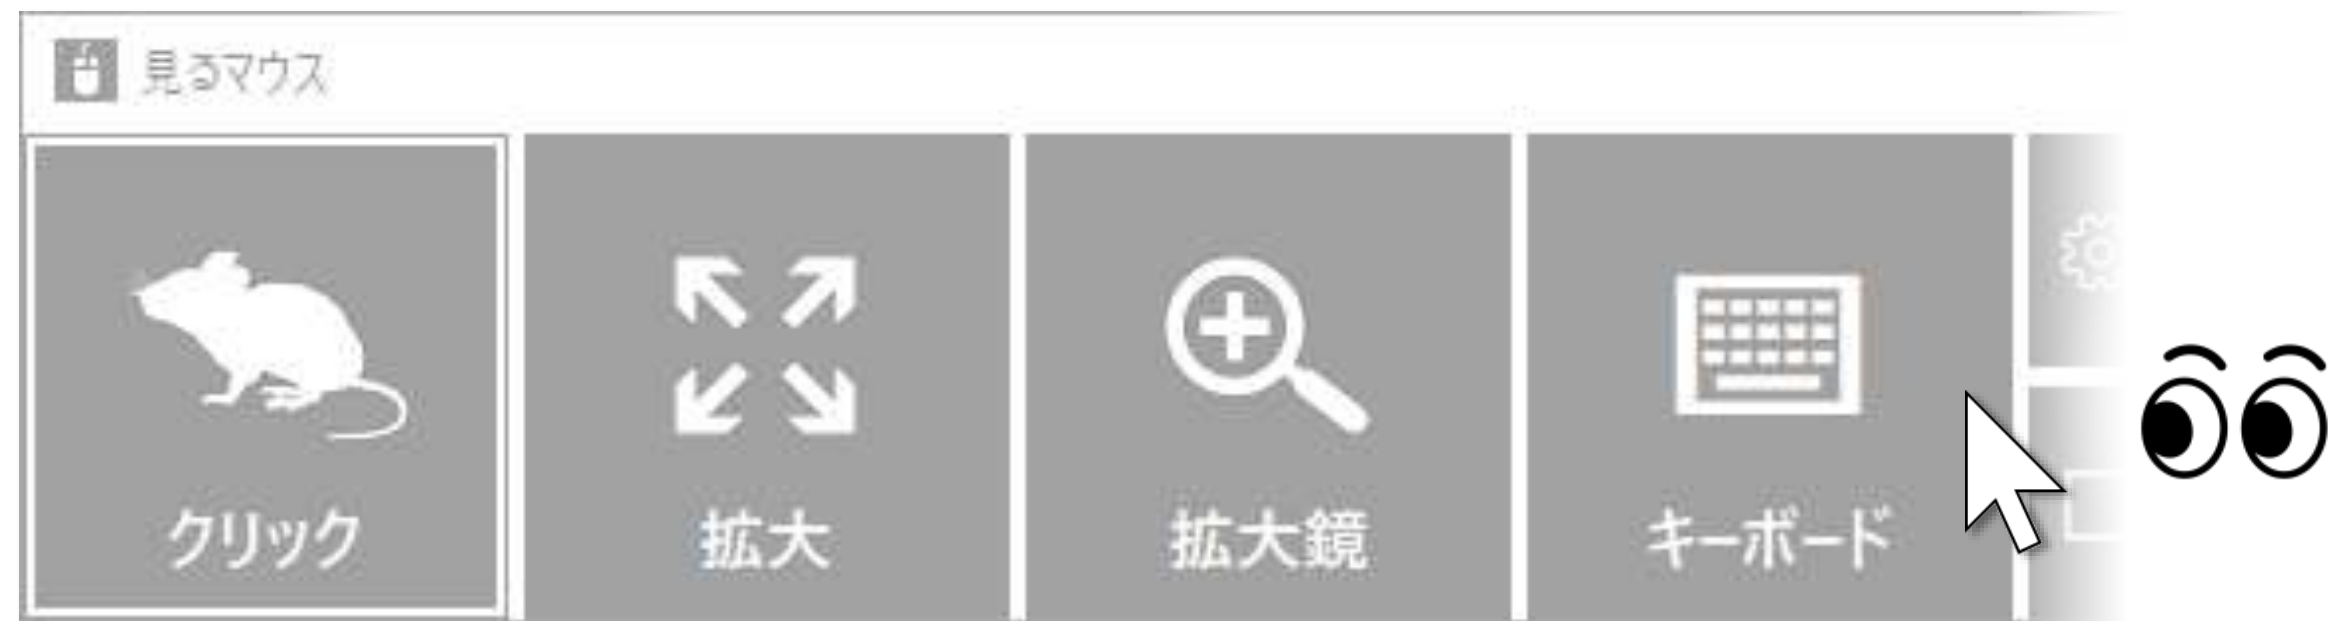 見るマウス
クリック
拡大
拡大鏡
キーボード